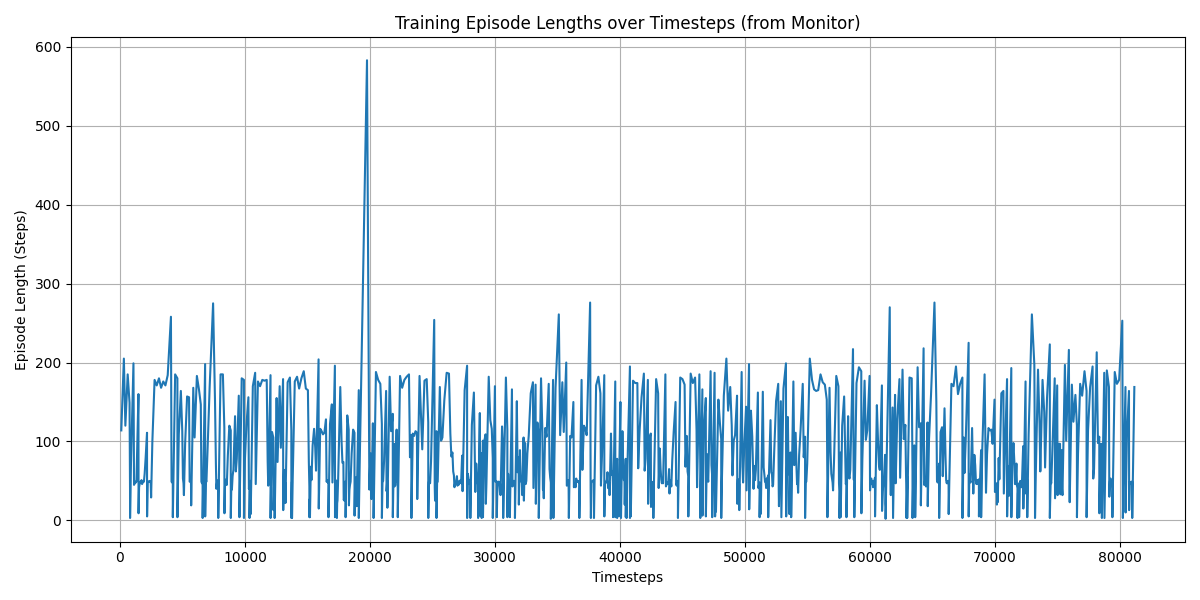 Training Episode Lengths over Timesteps (from Monitor)
Episode Length (Steps)
600
500
400
300
200
100
0
0 10000 20000 30000 40000 50000 60000 70000 80000
Timesteps